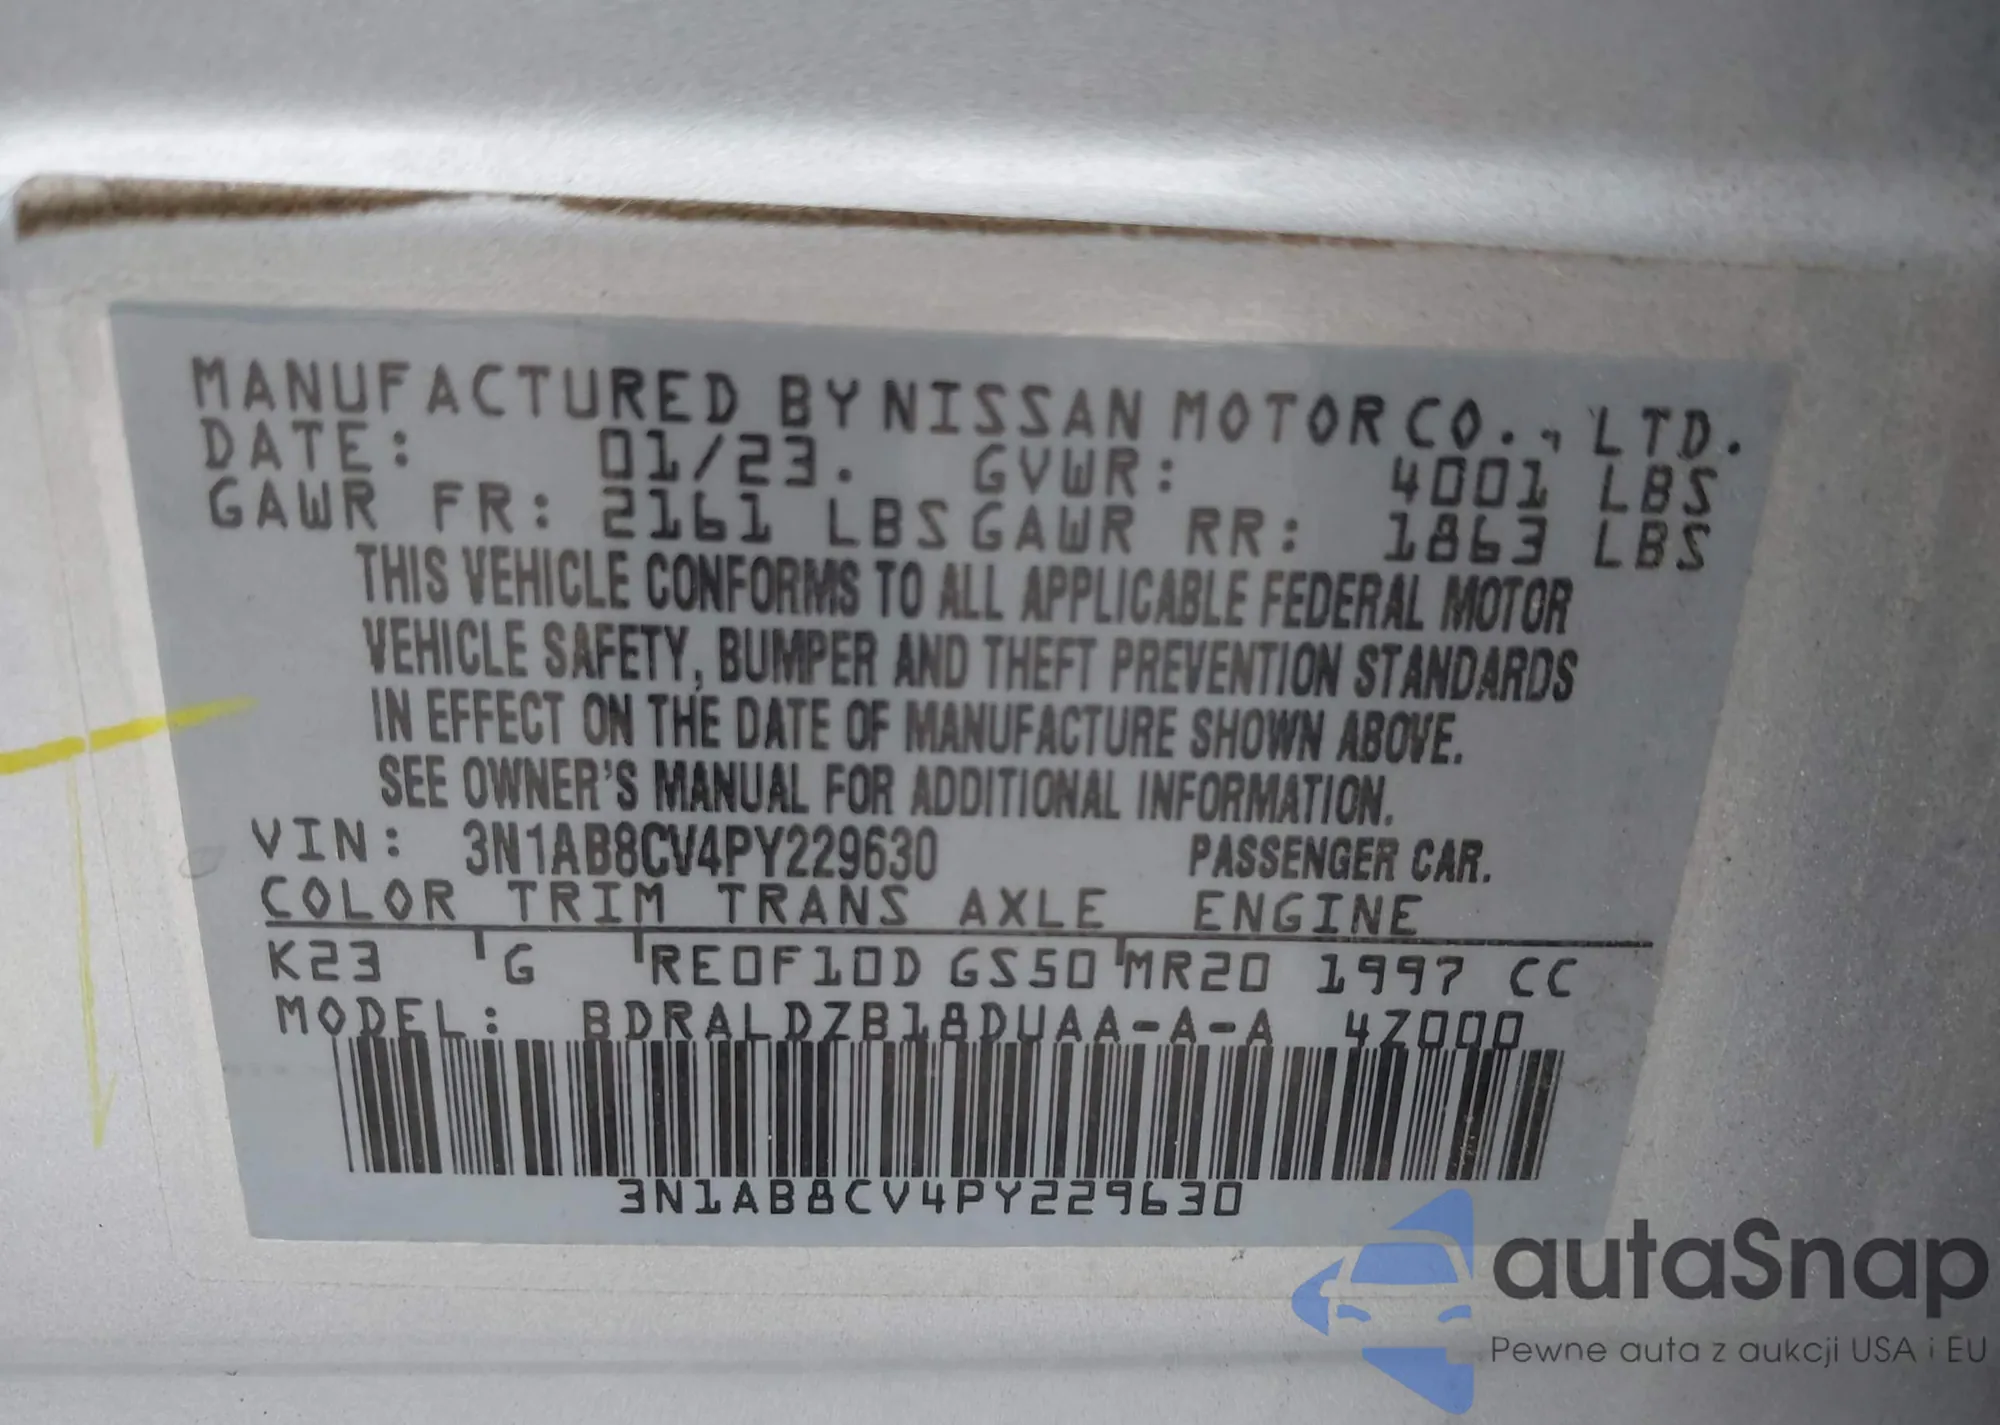 MANUFACTURED BY NISSAN MOTOR CO., LTD.
DATE: 01/23. GVWR: 4001 LBS
GAWR FR: 2161 LBS GAWR RR: 1863 LBS
THIS VEHICLE CONFORMS TO ALL APPLICABLE FEDERAL MOTOR
VEHICLE SAFETY, BUMPER AND THEFT PREVENTION STANDARDS
IN EFFECT ON THE DATE OF MANUFACTURE SHOWN ABOVE.
SEE OWNER'S MANUAL FOR ADDITIONAL INFORMATION.
VIN: 3N1AB8CV4PY229630 PASSENGER CAR.
COLOR TRIM TRANS AXLE ENGINE
K23 G RE0F10D GS50 MR20 1997 CC
MODEL: BDRALDZB18DUAA-A-A 4Z000
3N1AB8CV4PY229630
autaSnap
Pewne auta z aukcji USA i EU